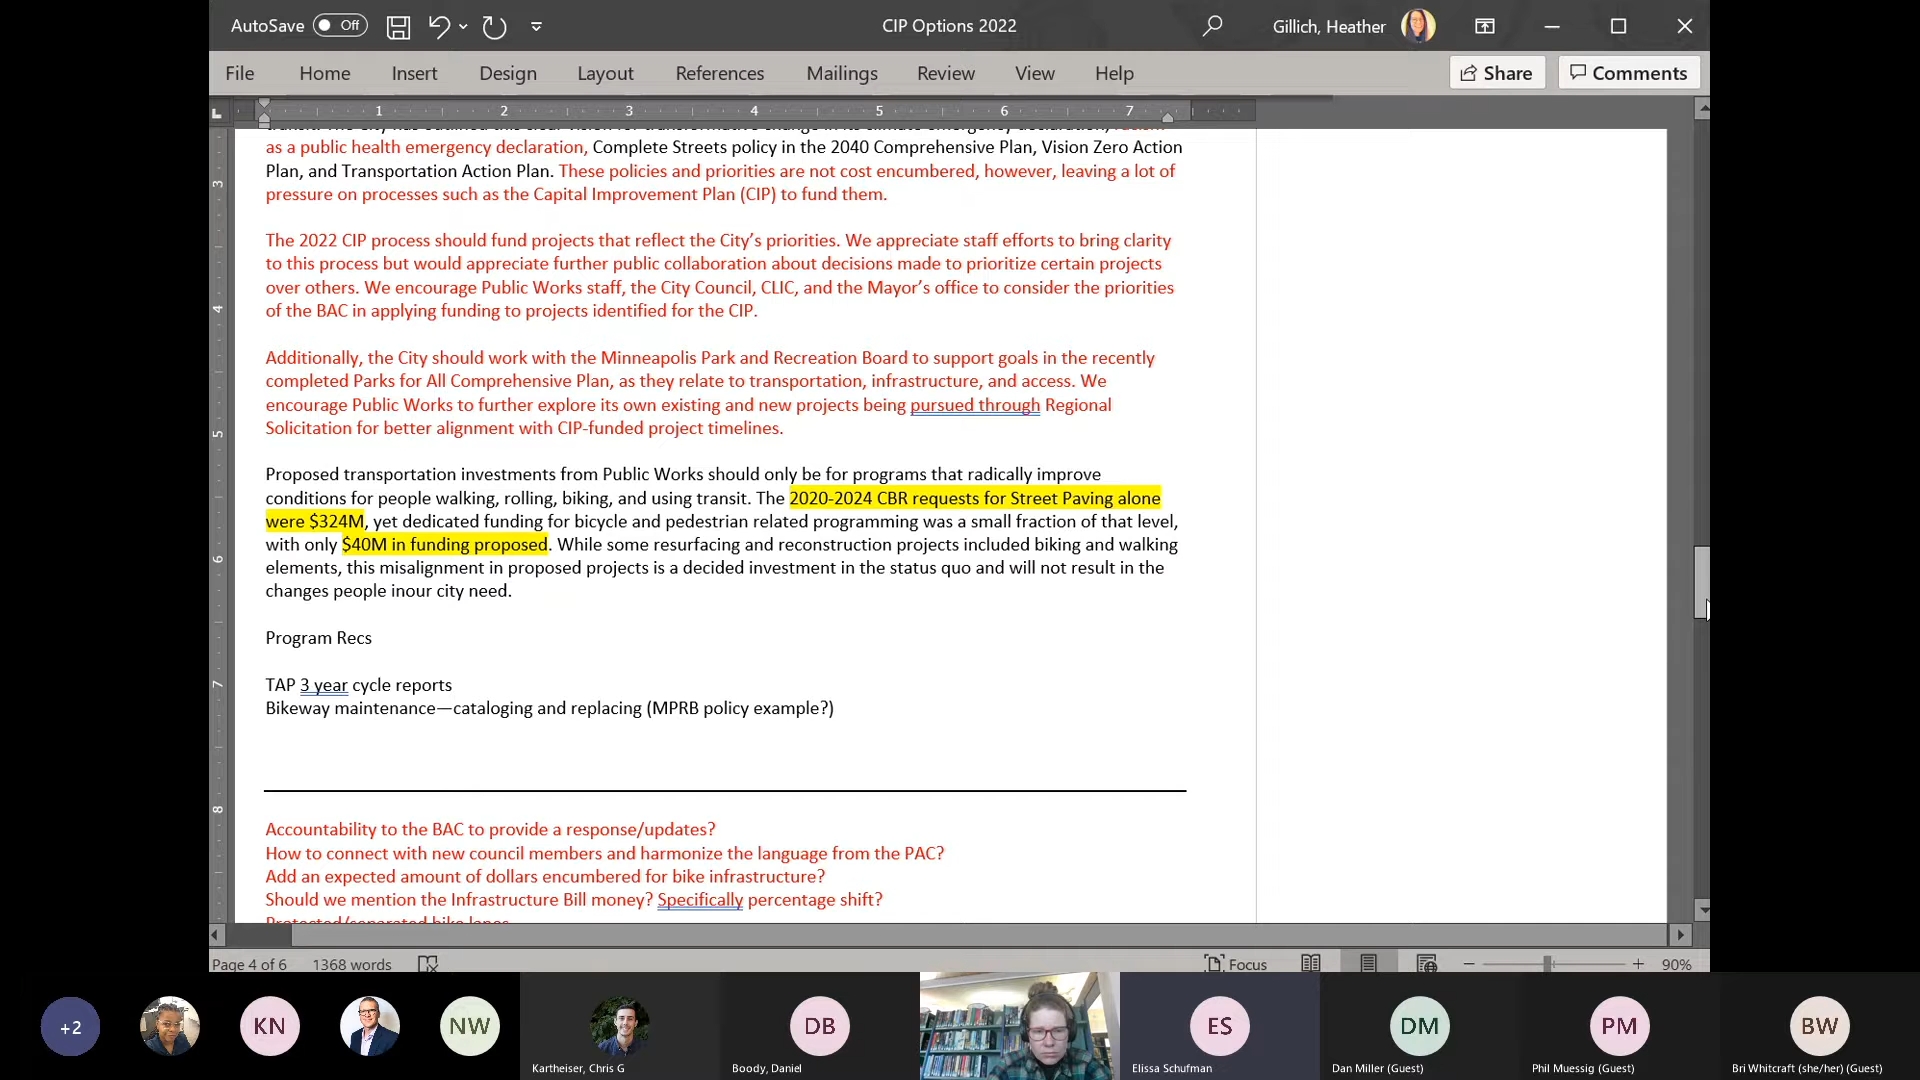 AutoSave Off CIP Options 2022 Gillich, Heather
File Home Insert Design Layout References Mailings Review View Help Share Comments
1 2 3 4 5 6 7
as a public health emergency declaration, Complete Streets policy in the 2040 Comprehensive Plan, Vision Zero Action
Plan, and Transportation Action Plan. These policies and priorities are not cost encumbered, however, leaving a lot of
pressure on processes such as the Capital Improvement Plan (CIP) to fund them.
The 2022 CIP process should fund projects that reflect the City's priorities. We appreciate staff efforts to bring clarity
to this process but would appreciate further public collaboration about decisions made to prioritize certain projects
over others. We encourage Public Works staff, the City Council, CLIC, and the Mayor's office to consider the priorities
of the BAC in applying funding to projects identified for the CIP.
Additionally, the City should work with the Minneapolis Park and Recreation Board to support goals in the recently
completed Parks for All Comprehensive Plan, as they relate to transportation, infrastructure, and access. We
encourage Public Works to further explore its own existing and new projects being pursued through Regional
Solicitation for better alignment with CIP-funded project timelines.
Proposed transportation investments from Public Works should only be for programs that radically improve
conditions for people walking, rolling, biking, and using transit. The 2020-2024 CBR requests for Street Paving alone
were $324M, yet dedicated funding for bicycle and pedestrian related programming was a small fraction of that level,
with only $40M in funding proposed. While some resurfacing and reconstruction projects included biking and walking
elements, this misalignment in proposed projects is a decided investment in the status quo and will not result in the
changes people inour city need.
Program Recs
TAP 3 year cycle reports
Bikeway maintenance—cataloging and replacing (MPRB policy example?)
Accountability to the BAC to provide a response/updates?
How to connect with new council members and harmonize the language from the PAC?
Add an expected amount of dollars encumbered for bike infrastructure?
Should we mention the Infrastructure Bill money? Specifically percentage shift?
Protected/separated bike lanes
3
4
5
6
7
8
Page 4 of 6 1368 words Focus 90%
+2 KN NW DB ES DM PM BW
Kartheiser, Chris G Boody, Daniel Elissa Schufman Dan Miller (Guest) Phil Muessig (Guest) Bri Whitcraft (she/her) (Guest)